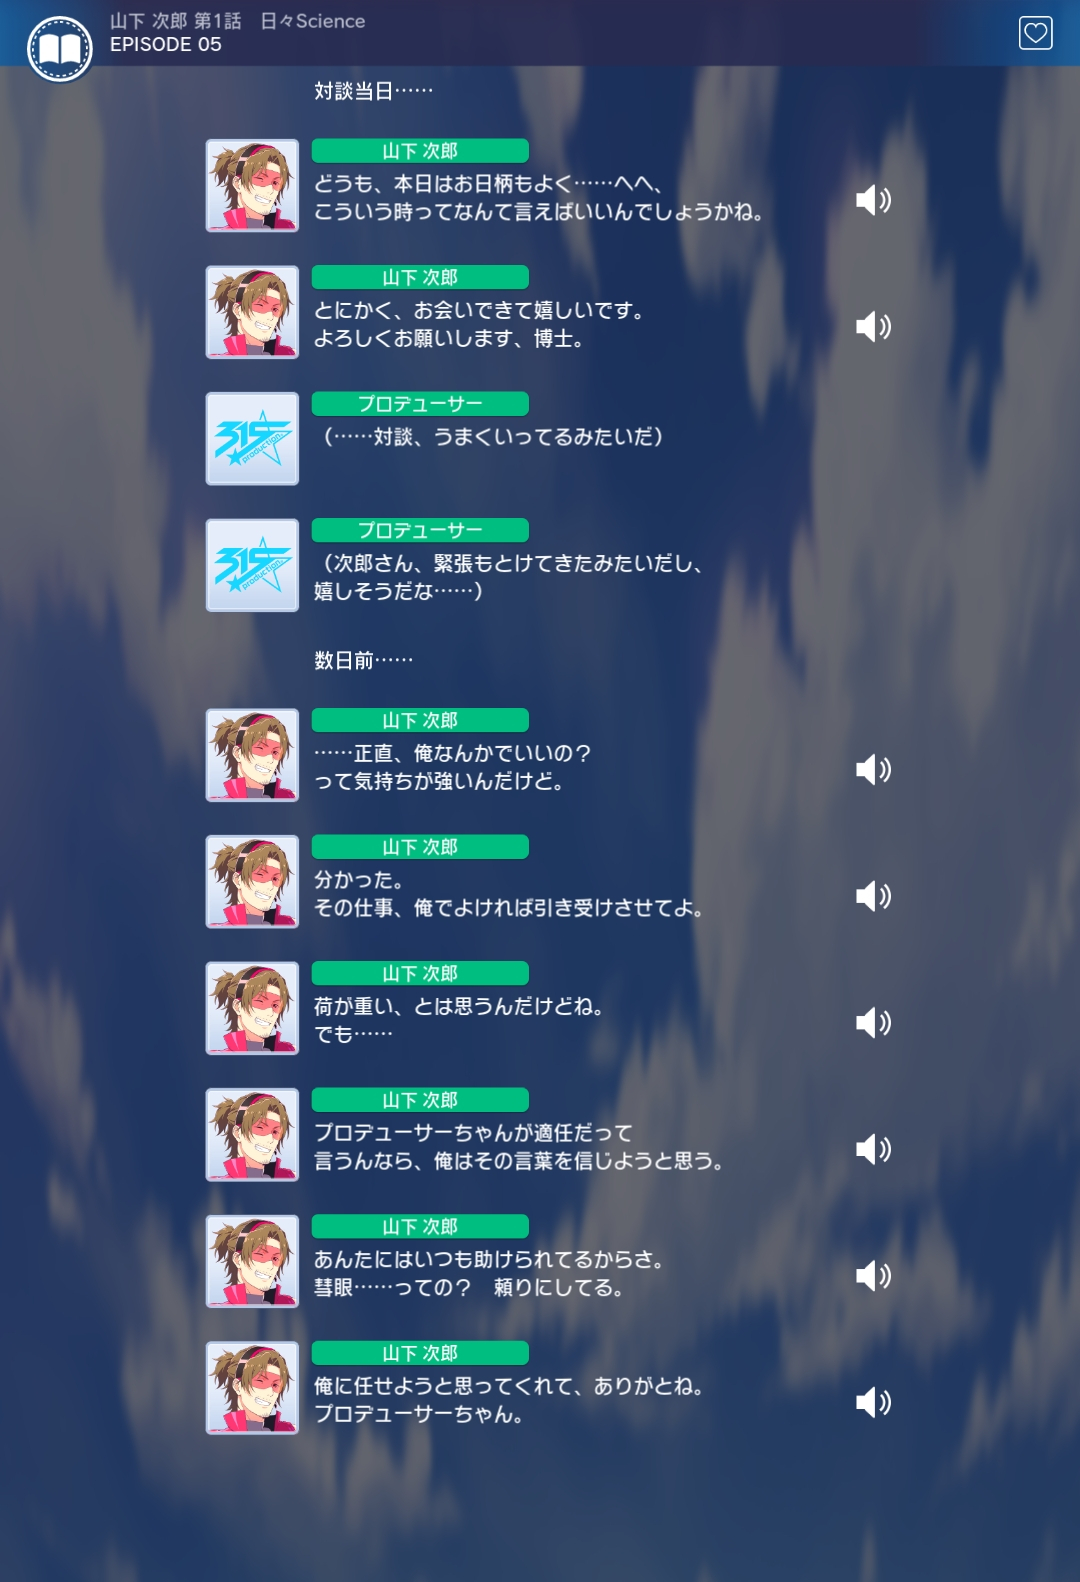 山下 次郎 第1話　日々Science
EPISODE 05
対談当日……
山下 次郎
どうも、本日はお日柄もよく……へへ、
こういう時ってなんて言えばいいんでしょうかね。
山下 次郎
とにかく、お会いできて嬉しいです。
よろしくお願いします、博士。
プロデューサー
（……対談、うまくいってるみたいだ）
315 production
プロデューサー
（次郎さん、緊張もとけてきたみたいだし、
嬉しそうだな……）
315 production
数日前……
山下 次郎
……正直、俺なんかでいいの？
って気持ちが強いんだけど。
山下 次郎
分かった。
その仕事、俺でよければ引き受けさせてよ。
山下 次郎
荷が重い、とは思うんだけどね。
でも……
山下 次郎
プロデューサーちゃんが適任だって
言うんなら、俺はその言葉を信じようと思う。
山下 次郎
あんたにはいつも助けられてるからさ。
彗眼……っての？　頼りにしてる。
山下 次郎
俺に任せようと思ってくれて、ありがとね。
プロデューサーちゃん。